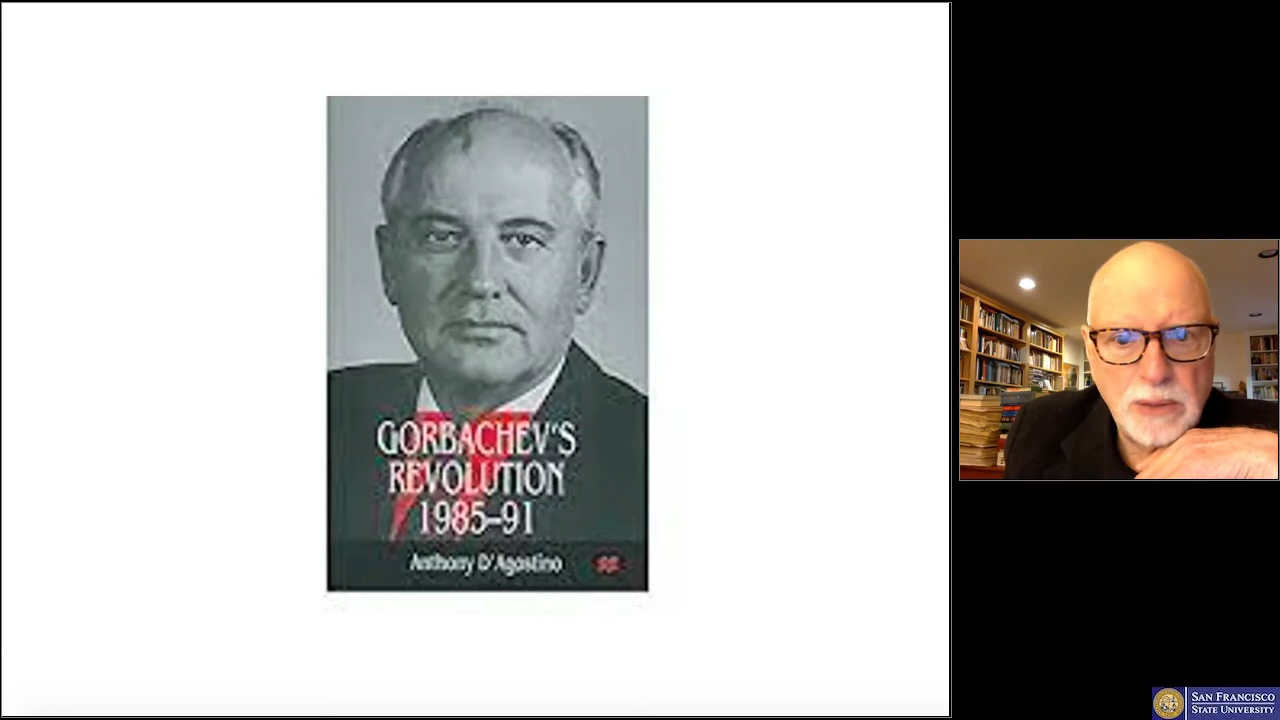 GORBACHEV'S
REVOLUTION
1985–91
Anthony D'Agostino
SAN FRANCISCO
STATE UNIVERSITY